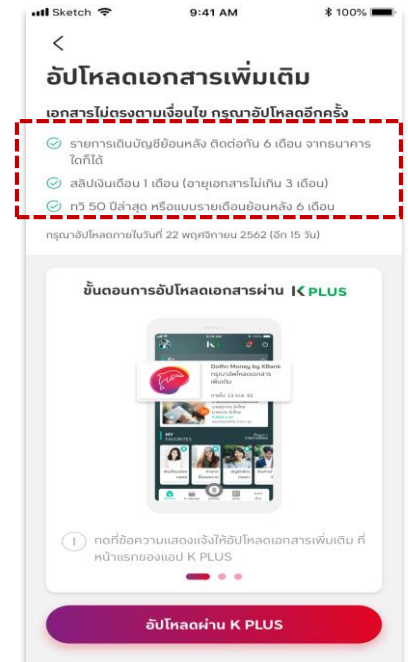 Sketch 9:41 AM 100%
อัปโหลดเอกสารเพิ่มเติม
เอกสารไม่ตรงตามเงื่อนไข กรุณาอัปโหลดอีกครั้ง
รายการเดินบัญชีย้อนหลัง ติดต่อกัน 6 เดือน จากธนาคาร
ใดก็ได้
สลิปเงินเดือน 1 เดือน (อายุเอกสารไม่เกิน 3 เดือน)
ทวิ 50 ปีล่าสุด หรือแบบรายเดือนย้อนหลัง 6 เดือน
กรุณาอัปโหลดภายในวันที่ 22 พฤศจิกายน 2562 (อีก 15 วัน)
ขั้นตอนการอัปโหลดเอกสารผ่าน K PLUS
Dolfin Money by KBank
กรุณาอัพโหลดเอกสาร
เพิ่มเติม
ภายใน 13 เม.ย. 62
MY
FAVORITES
1 กดที่ข้อความแสดงแจ้งให้อัปโหลดเอกสารเพิ่มเติม ที่
หน้าแรกของแอป K PLUS
อัปโหลดผ่าน K PLUS